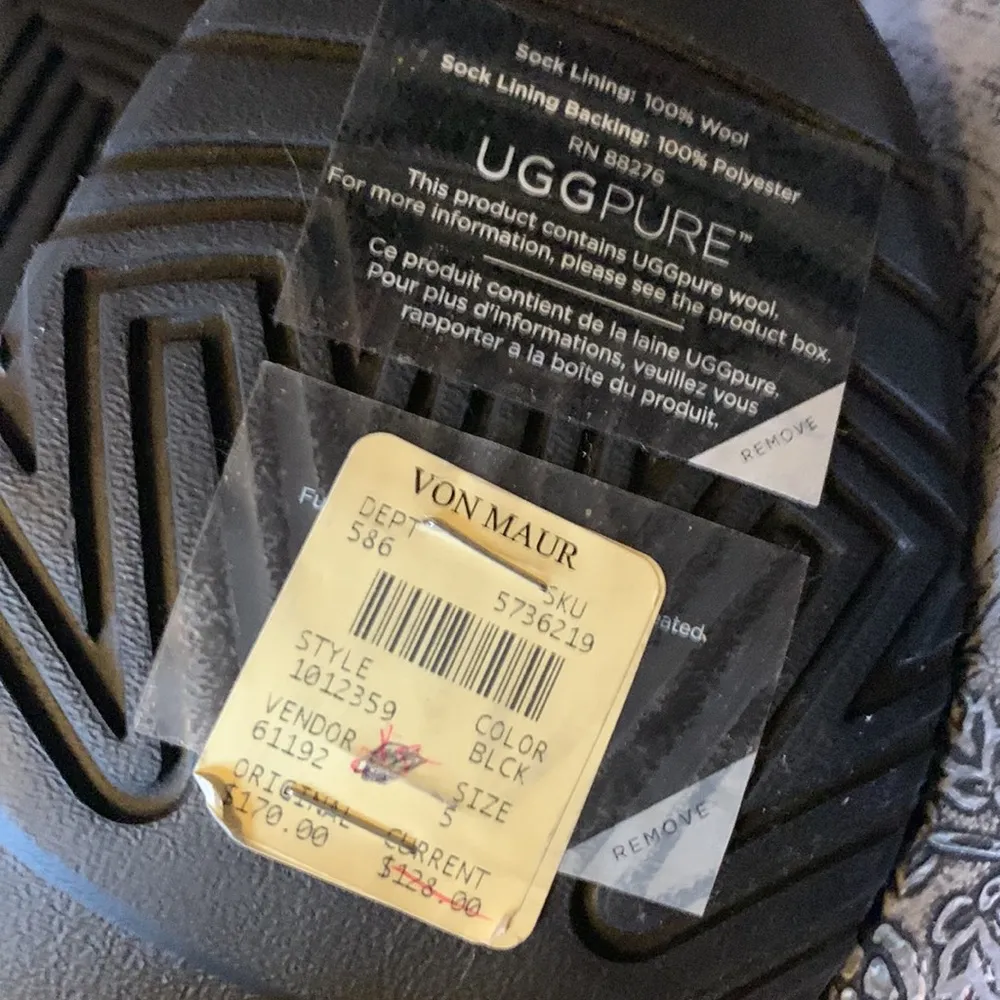 Sock Lining: 100% Wool
Sock Lining Backing: 100% Polyester
RN 88276
UGGPURE™
This product contains UGGpure wool.
For more information, please see the product box.
Ce produit contient de la laine UGGpure.
Pour plus d'informations, veuillez vous
rapporter a la boîte du produit.
REMOVE
VON MAUR
DEPT
586
SKU
5736219
STYLE
1012359
COLOR
BLCK
VENDOR
61192
SIZE
5
ORIGINAL
$170.00
CURRENT
$128.00
REMOVE